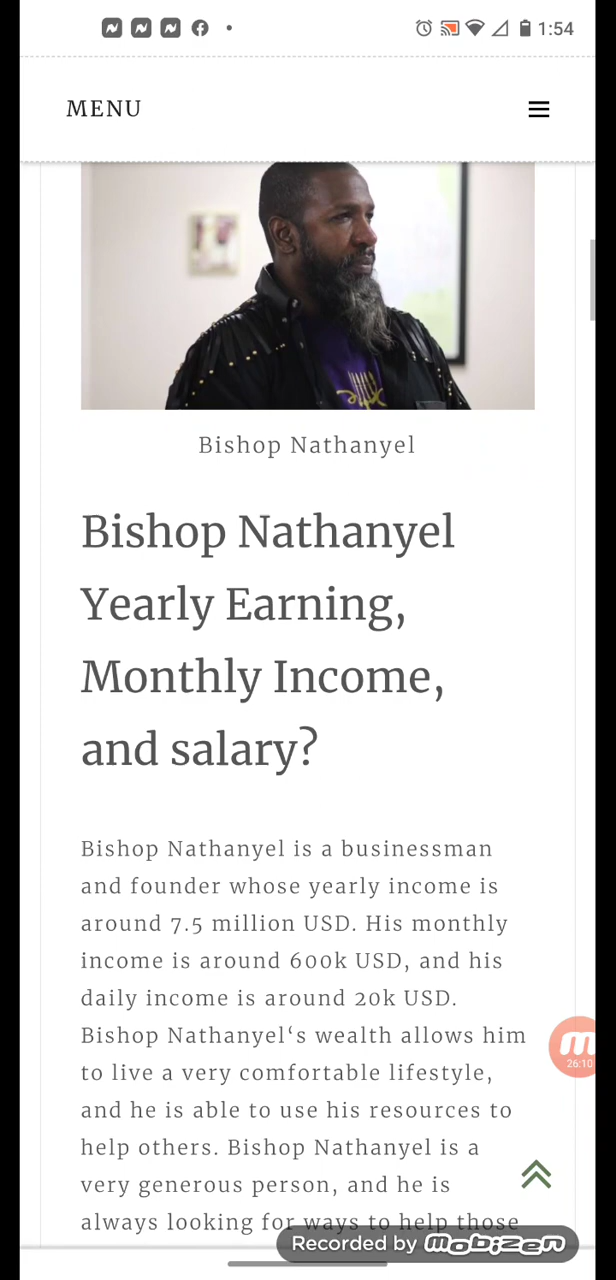 1:54
MENU
Bishop Nathanyel
Bishop Nathanyel
Yearly Earning,
Monthly Income,
and salary?
Bishop Nathanyel is a businessman
and founder whose yearly income is
around 7.5 million USD. His monthly
income is around 600k USD, and his
daily income is around 20k USD.
Bishop Nathanyel‘s wealth allows him
to live a very comfortable lifestyle,
and he is able to use his resources to
help others. Bishop Nathanyel is a
very generous person, and he is
always looking for ways to help those
m
26:10
Recorded by mobizen